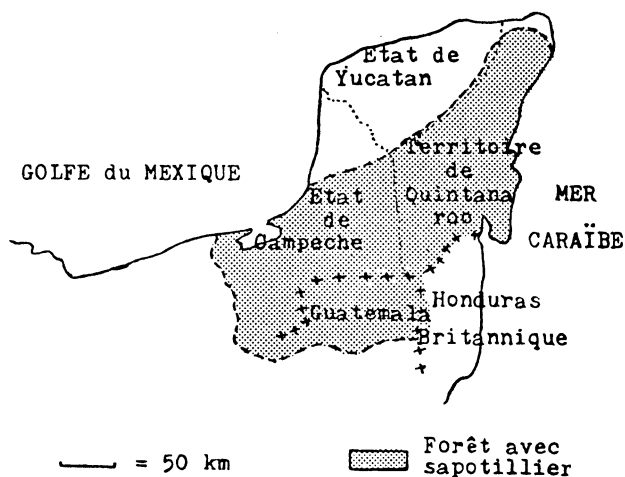 Etat de
Yucatan
Territoire
de
Quintana
roo
GOLFE du MEXIQUE
Etat
de
Campeche
MER
CARAÏBE
Guatemala
Honduras
Britannique
= 50 km
Forêt avec
sapotillier